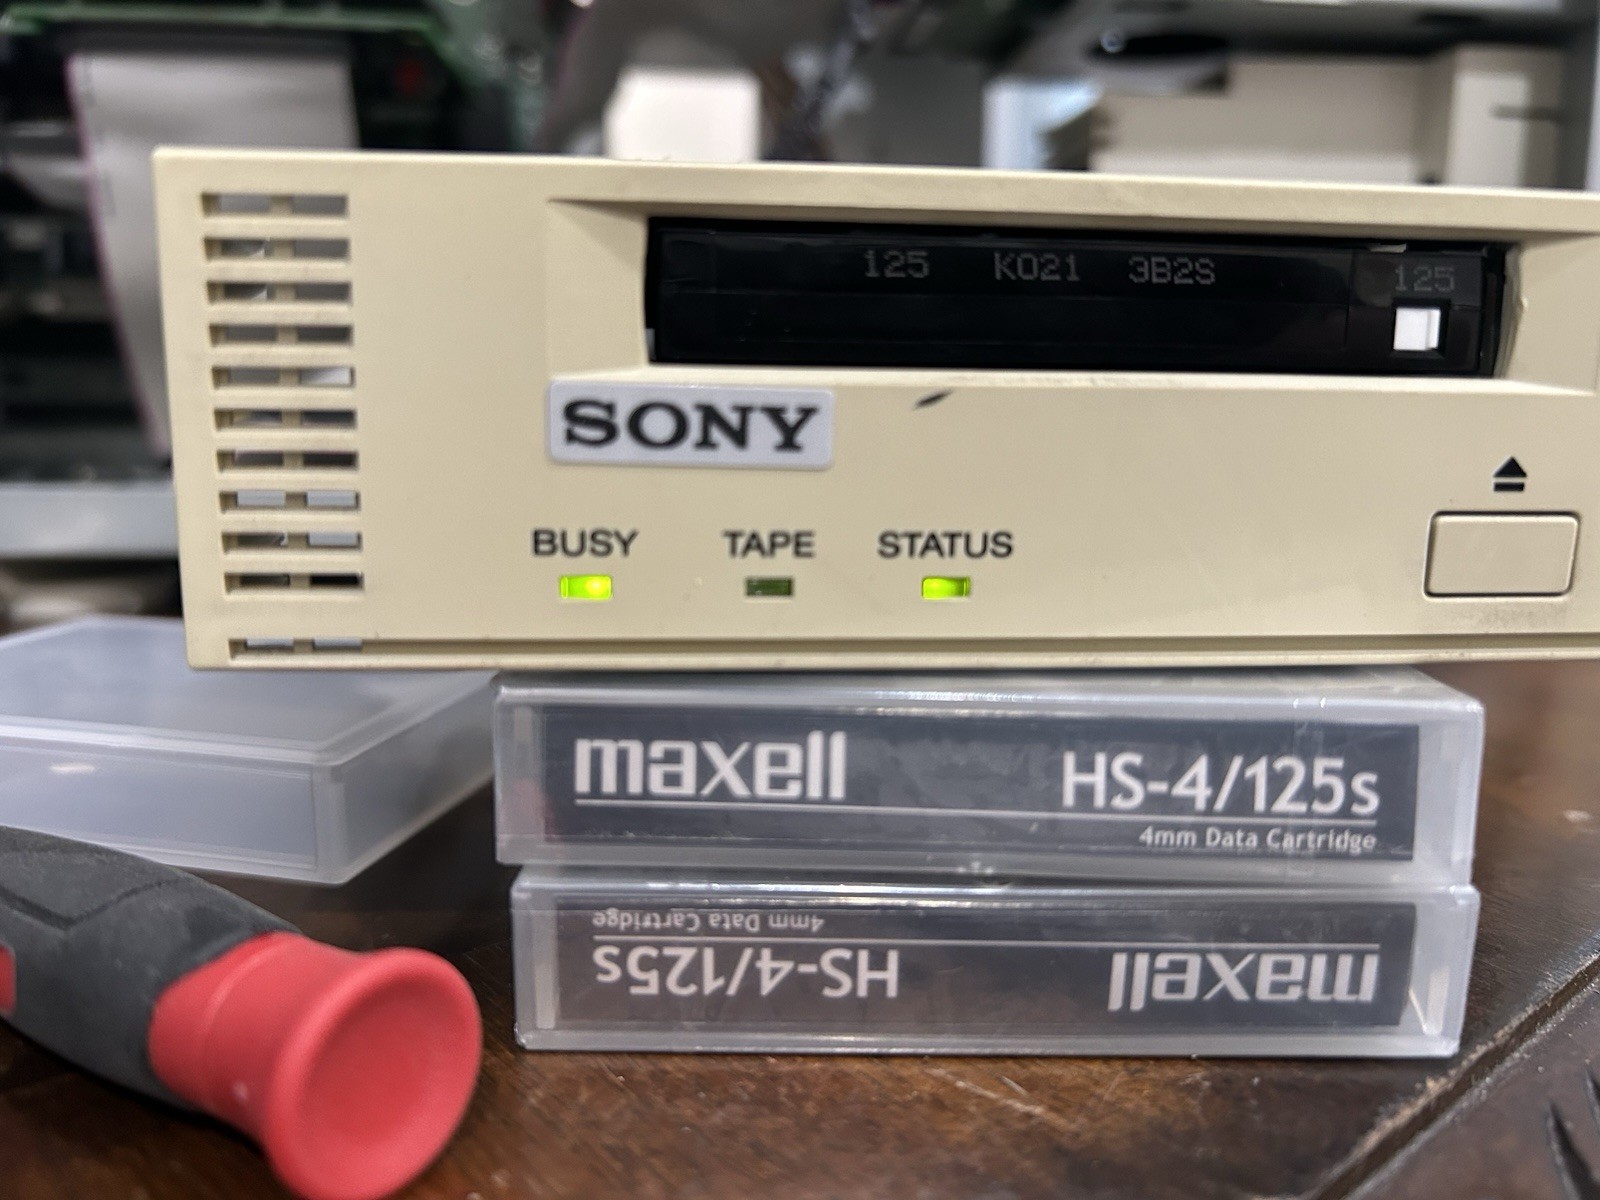 125 K021 3B2S 125
SONY
BUSY TAPE STATUS
maxell HS-4/125s
4mm Data Cartridge
maxell HS-4/125s
4mm Data Cartridge